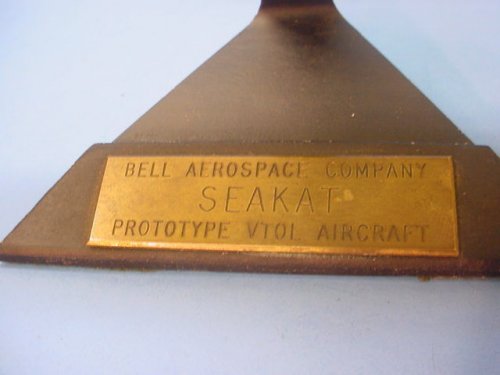 BELL AEROSPACE COMPANY
SEAKAT
PROTOTYPE VTOL AIRCRAFT